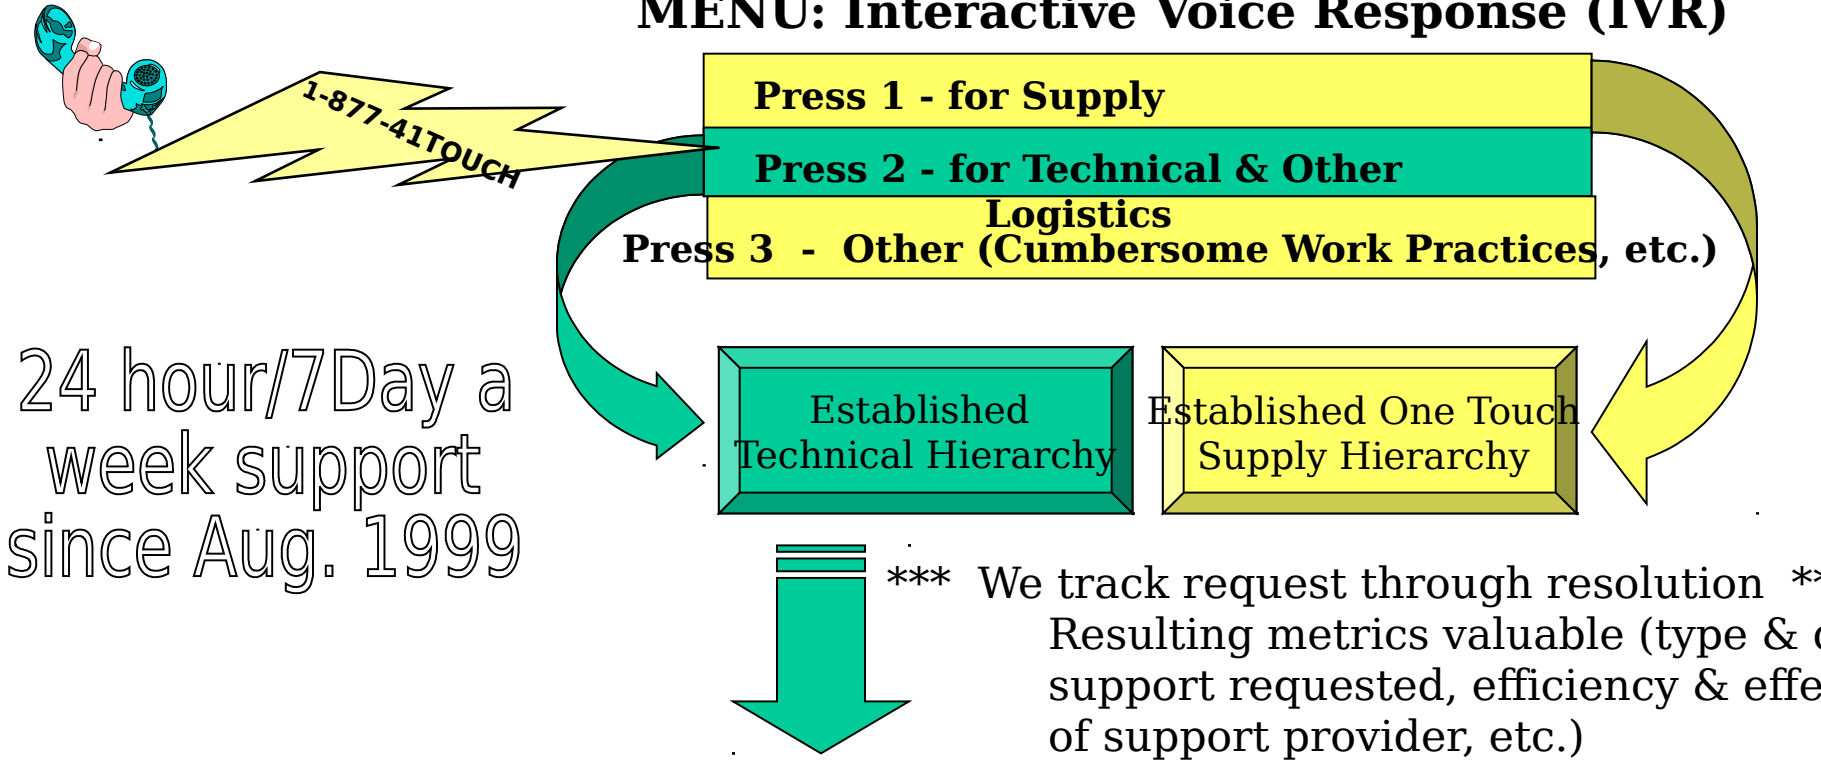 MENU: Interactive Voice Response (IVR)
1-877-41TOUCH
Press 1 - for Supply
Press 2 - for Technical & Other
Logistics
Press 3 - Other (Cumbersome Work Practices, etc.)
24 hour/7Day a
week support
since Aug. 1999
Established
Technical Hierarchy
Established One Touch
Supply Hierarchy
*** We track request through resolution **
Resulting metrics valuable (type &
support requested, efficiency &
of support provider, etc.)